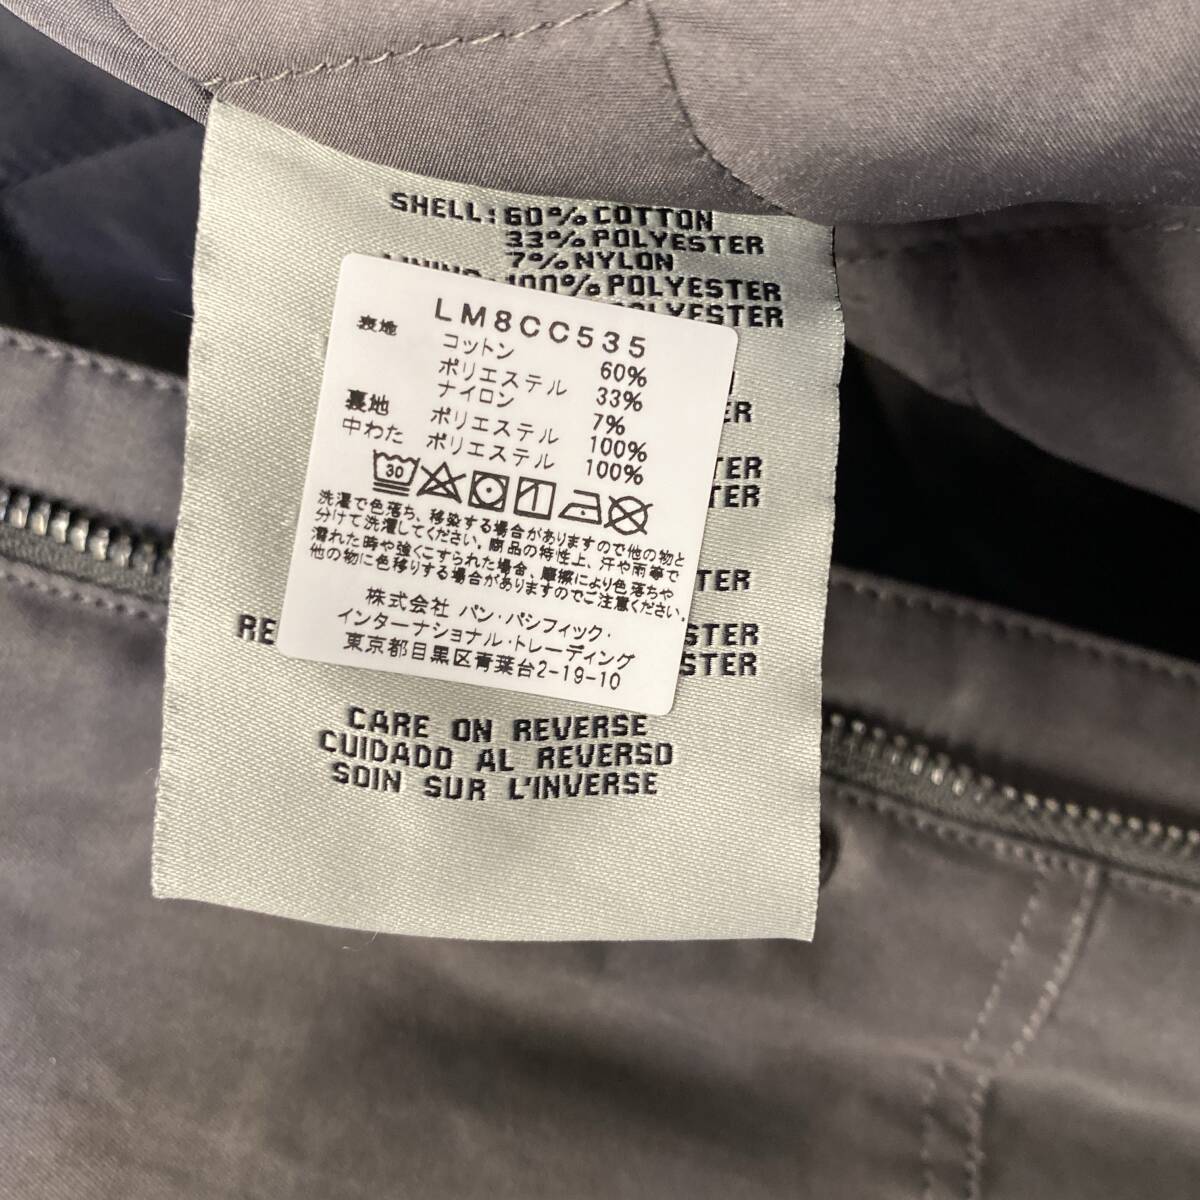 SHELL: 60% COTTON
33% POLYESTER
7% NYLON
100% POLYESTER
LM8CC535
表地 コットン 60%
ポリエステル 33%
ナイロン 7%
裏地 ポリエステル 100%
中わた ポリエステル 100%
30
洗濯で色落ち、移染する場合がありますので他の物と
分けて洗濯してください。商品の特性上、汗や雨等で
濡れた時や強くこすられた場合、摩擦により色落ちや
他の物に色移りする場合がありますのでご注意ください。
株式会社 パン・パシフィック・
インターナショナル・トレーディング
東京都目黒区青葉台2-19-10
CARE ON REVERSE
CUIDADO AL REVERSO
SOIN SUR L'INVERSE